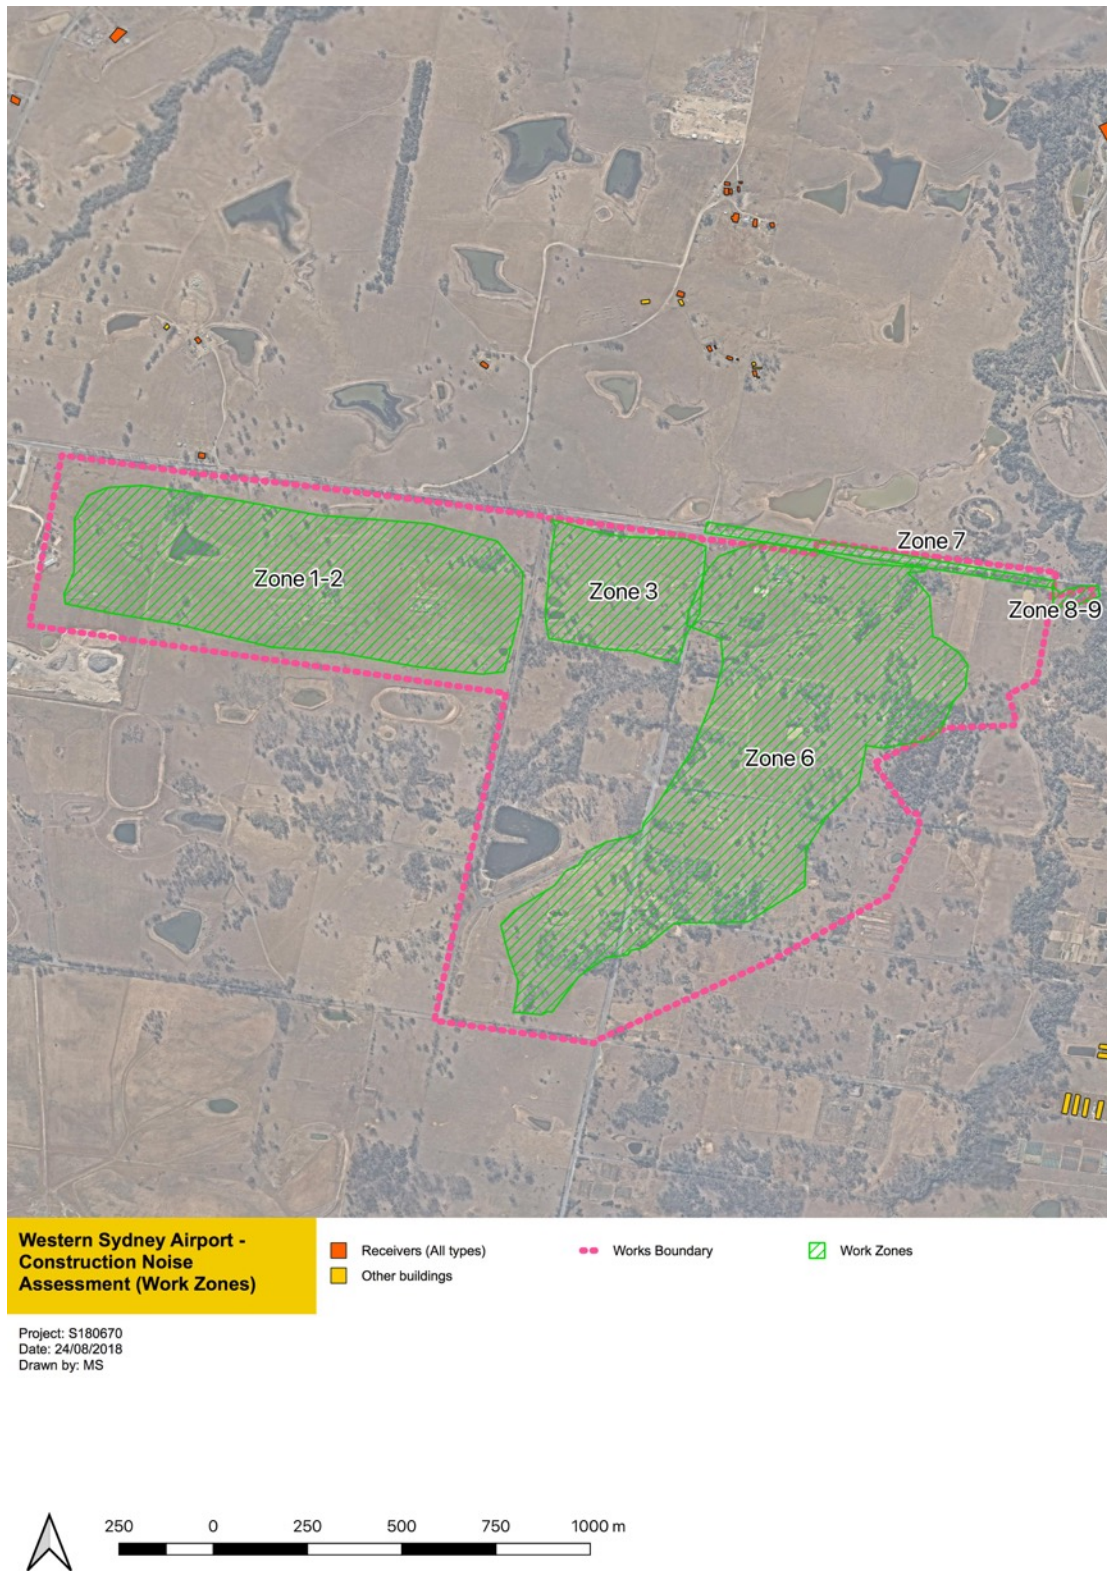 Zone 7
Zone 1-2
Zone 3
Zone 8-9
Zone 6
Western Sydney Airport -
Construction Noise
Assessment (Work Zones)
Receivers (All types)
Works Boundary
Work Zones
Other buildings
Project: S180670
Date: 24/08/2018
Drawn by: MS
250 0 250 500 750 1000 m